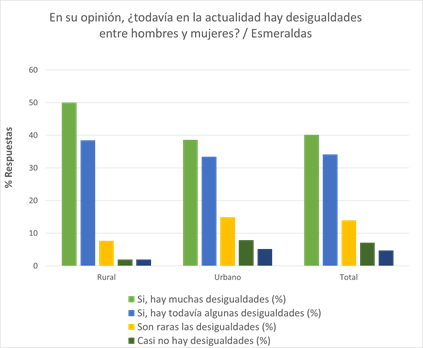 En su opinión, ¿todavía en la actualidad hay desigualdades
entre hombres y mujeres? / Esmeraldas
60
50
40
30
20
10
0
% Respuestas
Rural
Urbano
Total
Si, hay muchas desigualdades (%)
Si, hay todavía algunas desigualdades (%)
Son raras las desigualdades (%)
Casi no hay desigualdades (%)